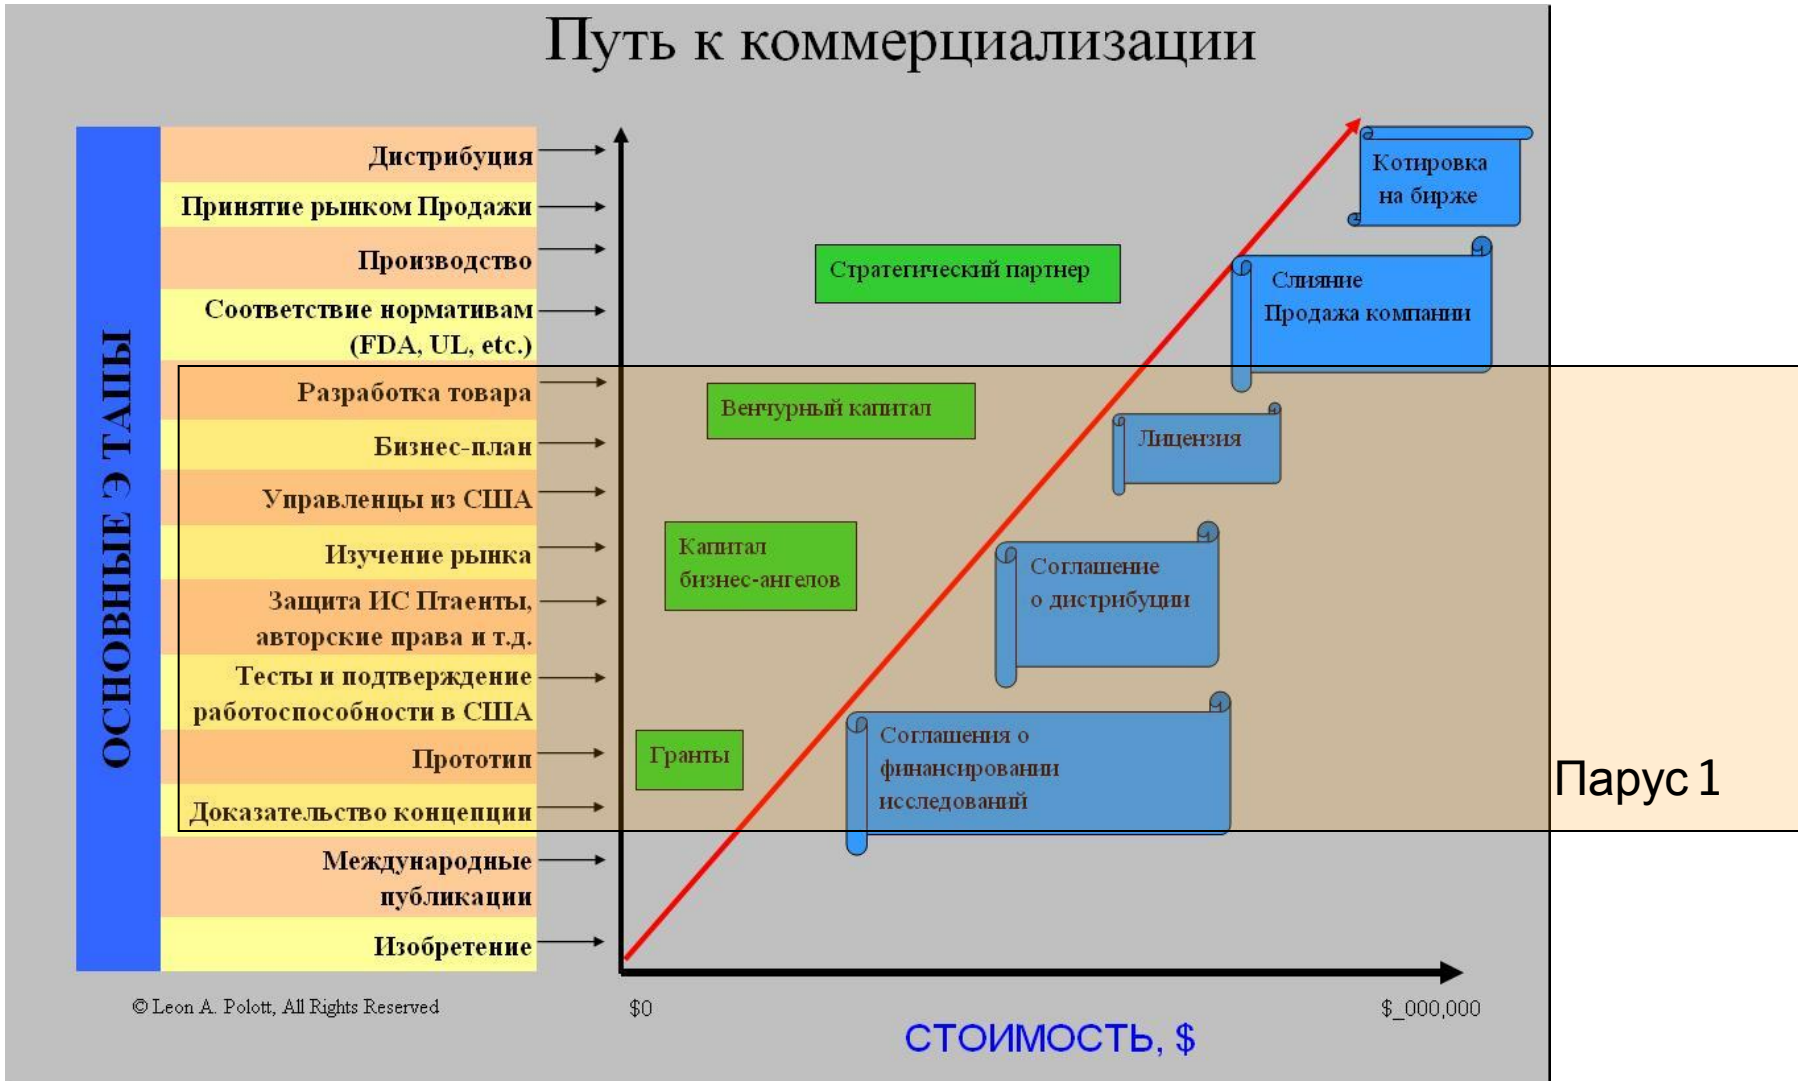 Путь к коммерциализации
ОСНОВНЫЕ Э ТАПЫ
Дистрибуция
Принятие рынком Продажи
Производство
Соответствие нормативам
(FDA, UL, etc.)
Разработка товара
Бизнес-план
Управленцы из США
Изучение рынка
Защита ИС Птаенты,
авторские права и т.д.
Тесты и подтверждение
работоспособности в США
Прототип
Доказательство концепции
Международные
публикации
Изобретение
Стратегический партнер
Венчурный капитал
Капитал
бизнес-ангелов
Гранты
Котировка
на бирже
Слияние
Продажа компании
Лицензия
Соглашение
о дистрибуции
Соглашения о
финансировании
исследований
Парус 1
© Leon A. Polott, All Rights Reserved
$0
$_000,000
СТОИМОСТЬ, $